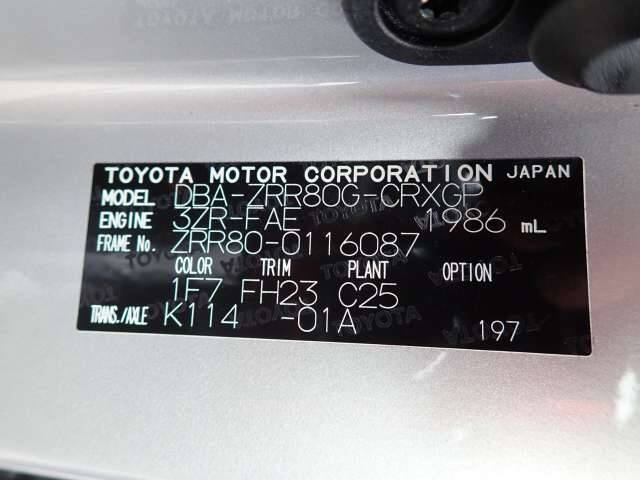 TOYOTA MOTOR CORPORATION JAPAN
MODEL DBA-ZRR80G-CRXGP
ENGINE 3ZR-FAE 1986 mL
FRAME No. ZRR80-0116087
COLOR TRIM PLANT OPTION
1F7 FH23 C25
TRANS./AXLE K114 -01A 197